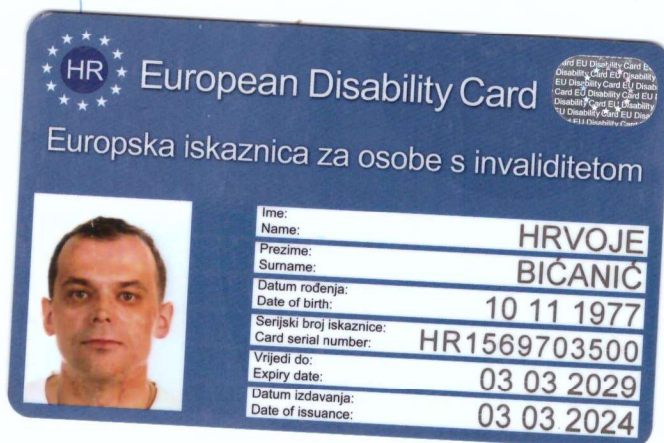 HR
European Disability Card
Europska iskaznica za osobe s invaliditetom
Ime:
Name:
HRVOJE
Prezime:
Surname:
BIĆANIĆ
Datum rođenja:
Date of birth:
10 11 1977
Serijski broj iskaznice:
Card serial number:
HR1569703500
Vrijedi do:
Expiry date:
03 03 2029
Datum izdavanja:
Date of issuance:
03 03 2024